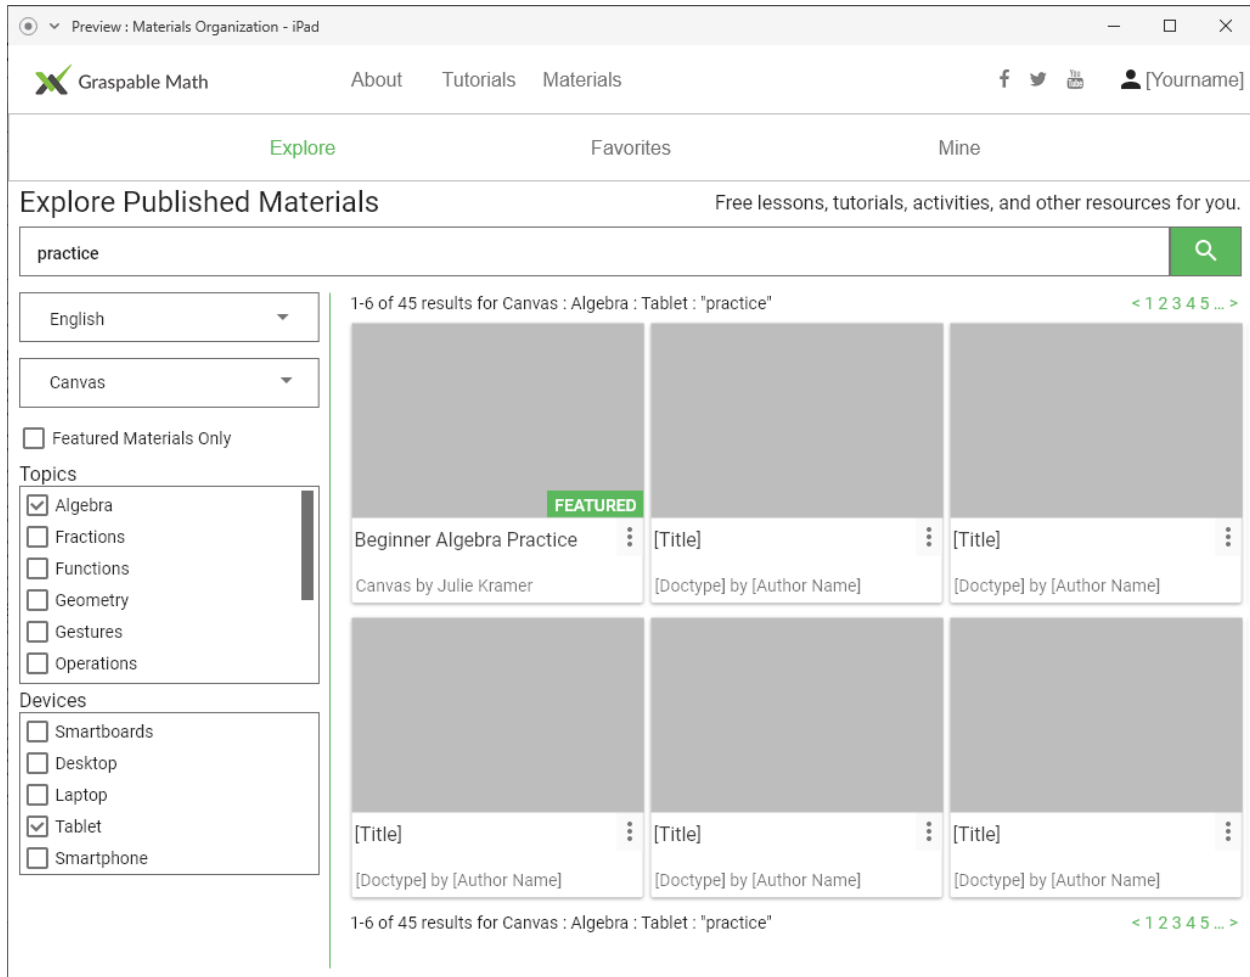 Preview : Materials Organization - iPad
Graspable Math About Tutorials Materials You Tube [Yourname]
Explore Favorites Mine
Explore Published Materials Free lessons, tutorials, activities, and other resources for you.
practice
English
Canvas
Featured Materials Only
Topics
Algebra
Fractions
Functions
Geometry
Gestures
Operations
Devices
Smartboards
Desktop
Laptop
Tablet
Smartphone
1-6 of 45 results for Canvas : Algebra : Tablet : "practice" < 1 2 3 4 5 ... >
FEATURED
Beginner Algebra Practice
Canvas by Julie Kramer
[Title]
[Doctype] by [Author Name]
[Title]
[Doctype] by [Author Name]
[Title]
[Doctype] by [Author Name]
[Title]
[Doctype] by [Author Name]
[Title]
[Doctype] by [Author Name]
1-6 of 45 results for Canvas : Algebra : Tablet : "practice" < 1 2 3 4 5 ... >